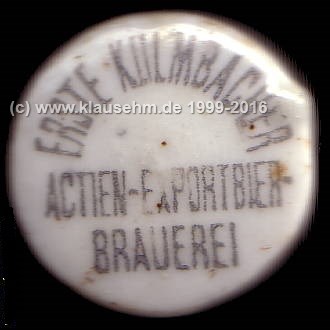 ERSTE KULMBACHER
(c) www.klausehm.de 1999-2016
ACTIEN-EXPORTBIER-
BRAUEREI